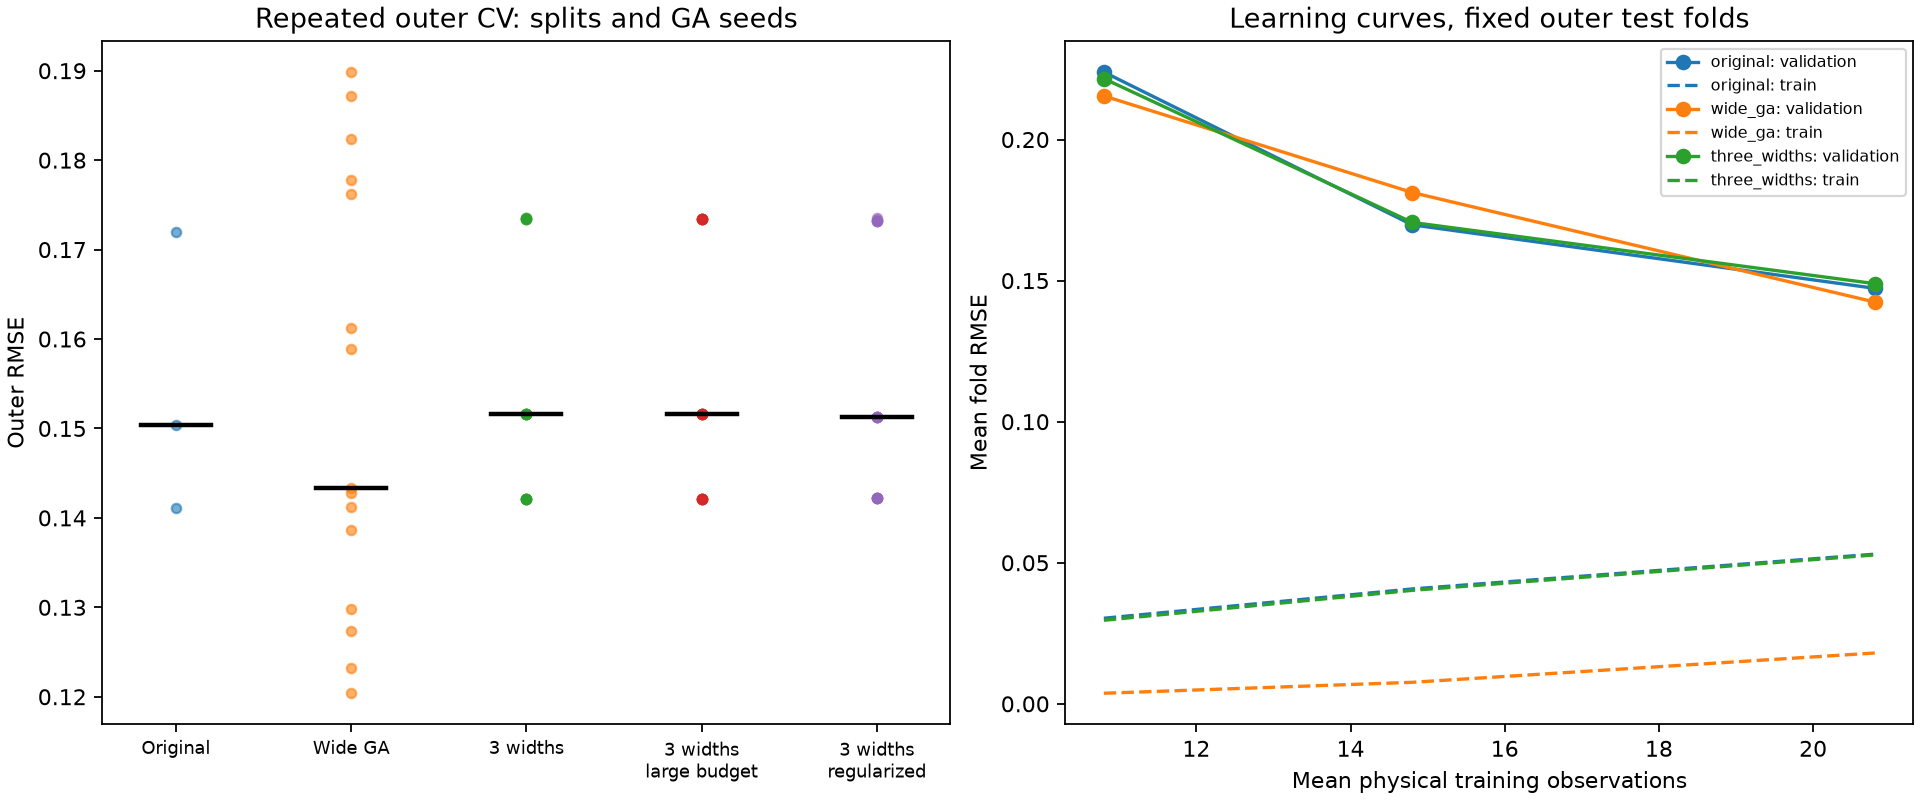 Repeated outer CV: splits and GA seeds
Outer RMSE
0.19
0.18
0.17
0.16
0.15
0.14
0.13
0.12
Original
Wide GA
3 widths
3 widths
large budget
3 widths
regularized
Learning curves, fixed outer test folds
Mean fold RMSE
0.20
0.15
0.10
0.05
0.00
original: validation
original: train
wide_ga: validation
wide_ga: train
three_widths: validation
three_widths: train
12
14
16
18
20
Mean physical training observations